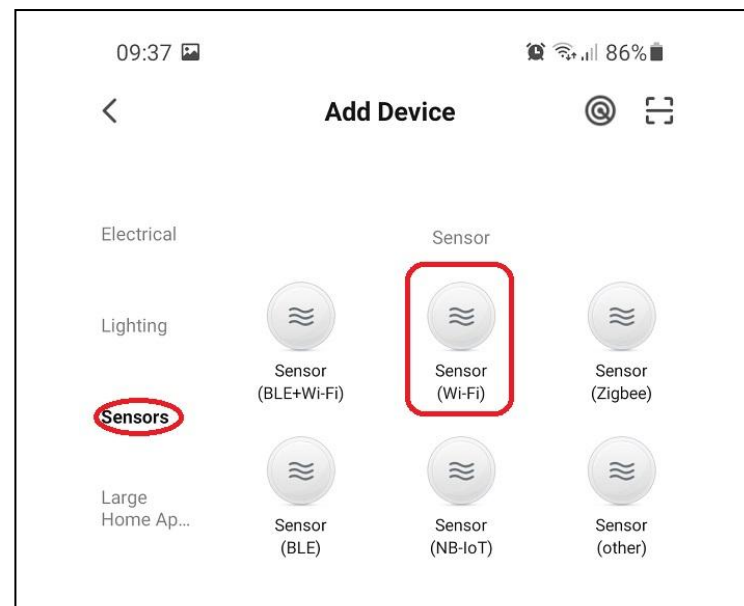 09:37 86%
Add Device
Electrical
Lighting
Sensors
Large
Home Ap...
Sensor
Sensor
(BLE+Wi-Fi)
Sensor
(Wi-Fi)
Sensor
(Zigbee)
Sensor
(BLE)
Sensor
(NB-IoT)
Sensor
(other)